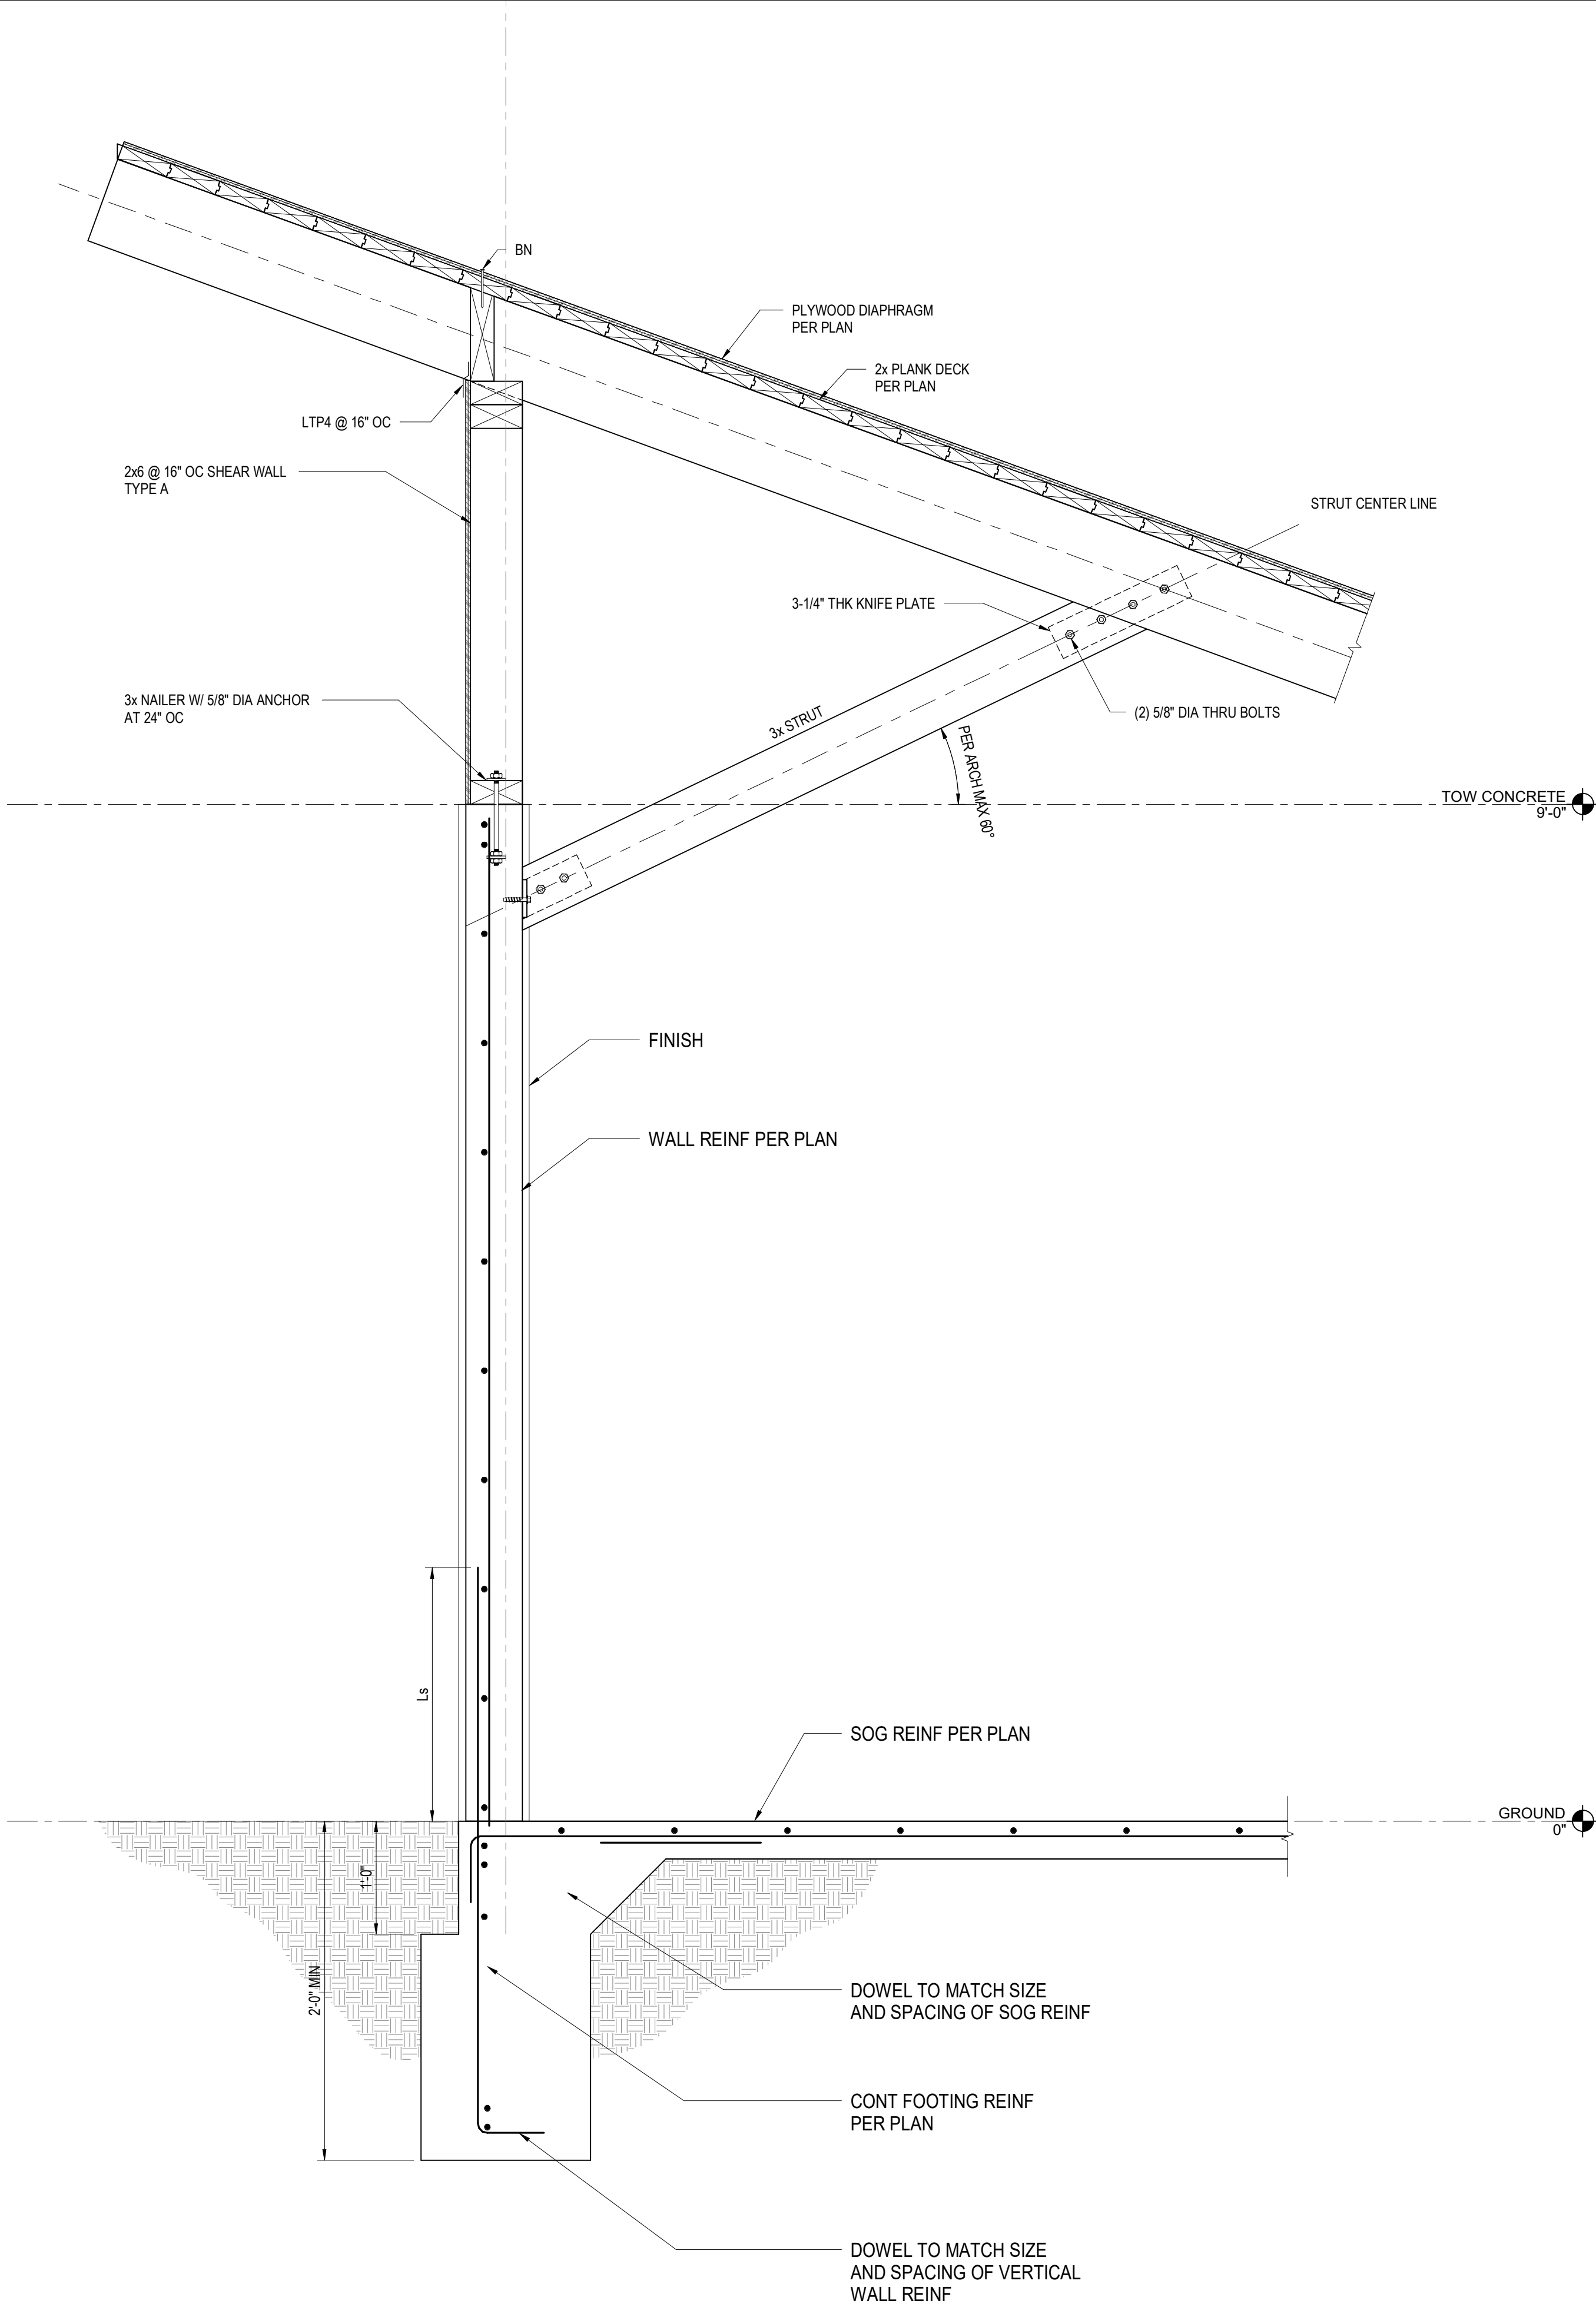 BN
PLYWOOD DIAPHRAGM
PER PLAN
2x PLANK DECK
PER PLAN
LTP4 @ 16" OC
2x6 @ 16" OC SHEAR WALL
TYPE A
STRUT CENTER LINE
3-1/4" THK KNIFE PLATE
3x NAILER W/ 5/8" DIA ANCHOR
AT 24" OC
3x STRUT
(2) 5/8" DIA THRU BOLTS
PER ARCH MAX 60°
TOW CONCRETE
9'-0"
FINISH
WALL REINF PER PLAN
Ls
SOG REINF PER PLAN
GROUND
0"
1'-0"
2'-0" MIN
DOWEL TO MATCH SIZE
AND SPACING OF SOG REINF
CONT FOOTING REINF
PER PLAN
DOWEL TO MATCH SIZE
AND SPACING OF VERTICAL
WALL REINF